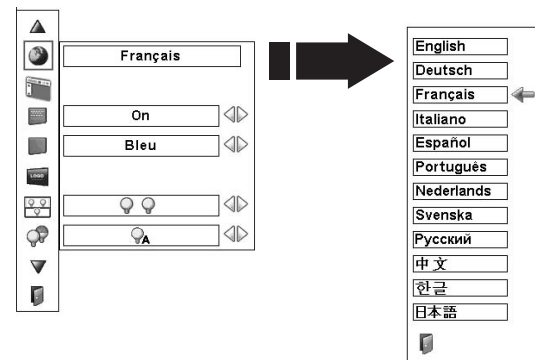 Français
On
Bleu
LOGO
A
English
Deutsch
Français
Italiano
Español
Português
Nederlands
Svenska
Русский
中文
한글
日本語